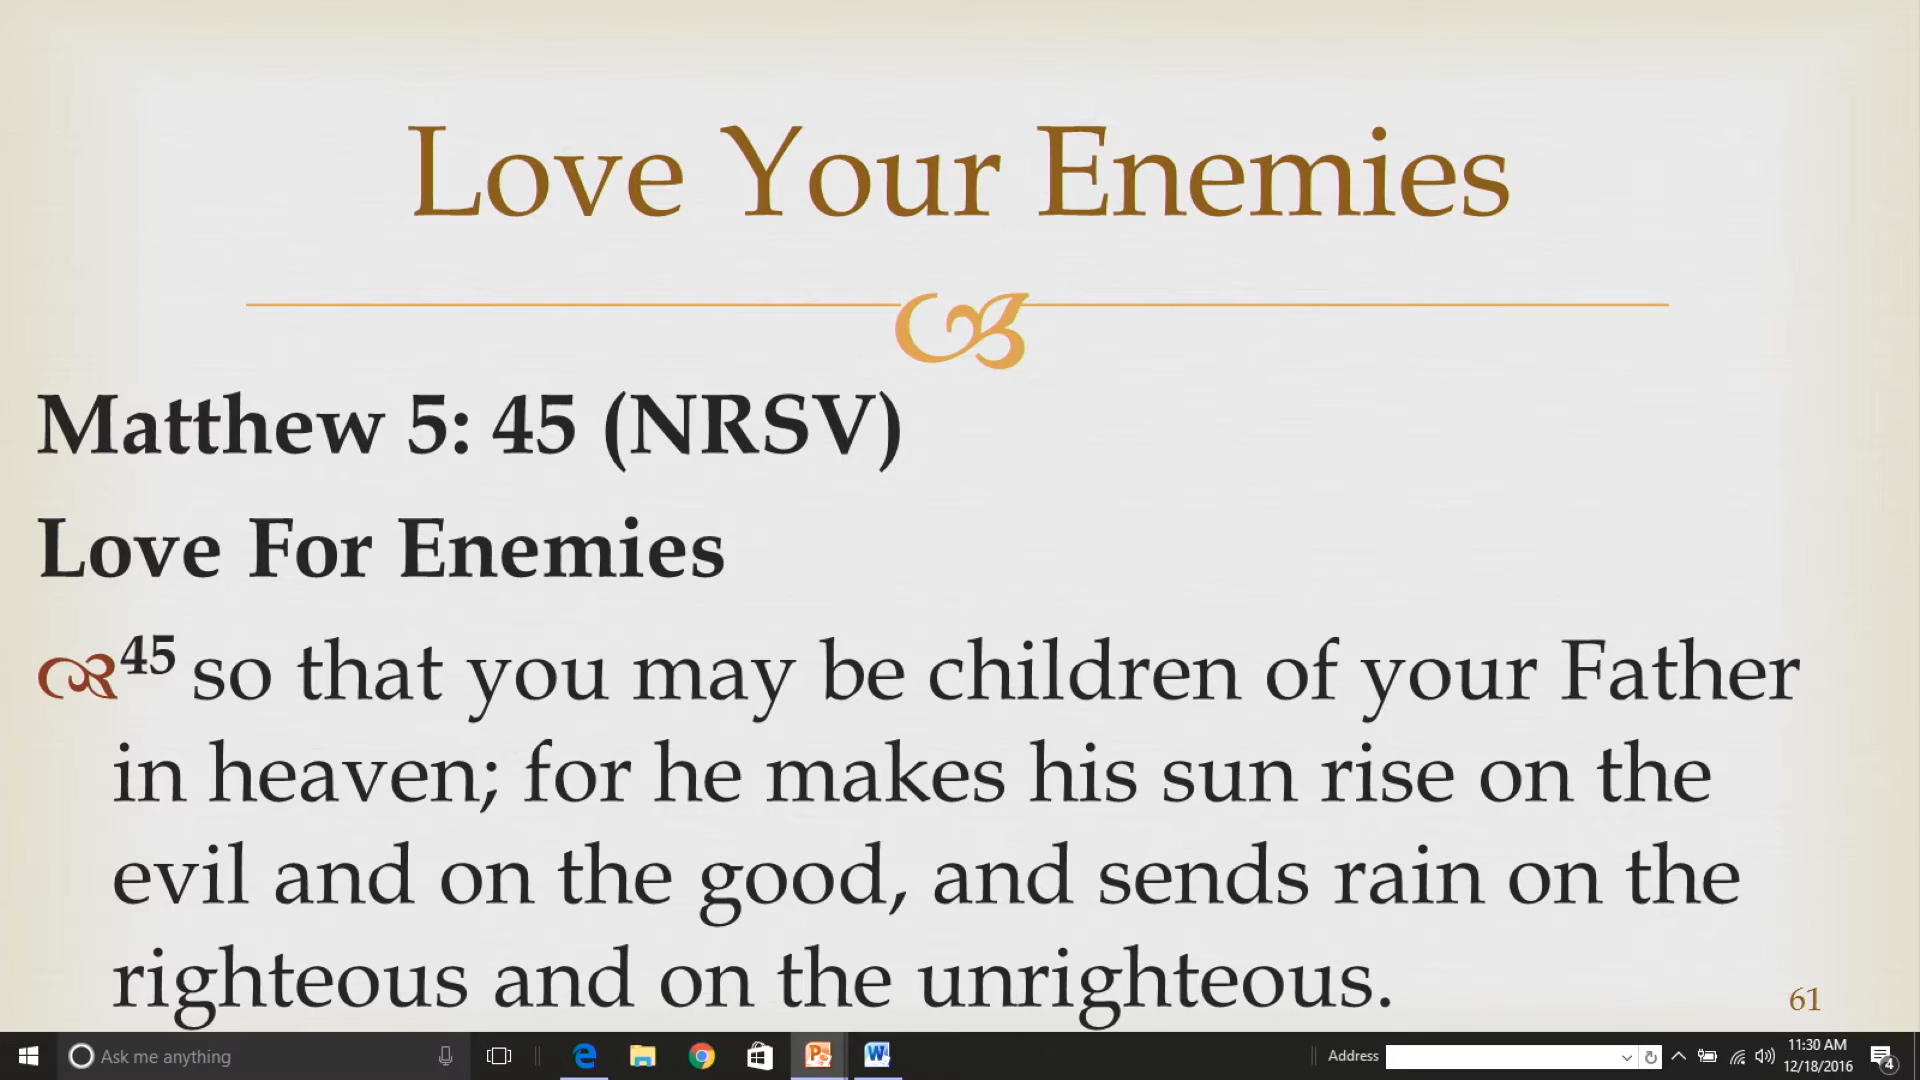 Love Your Enemies
Matthew 5: 45 (NRSV)
Love For Enemies
45 so that you may be children of your Father
in heaven; for he makes his sun rise on the
evil and on the good, and sends rain on the
righteous and on the unrighteous.
61
Ask me anything
Address
11:30 AM
12/18/2016
4